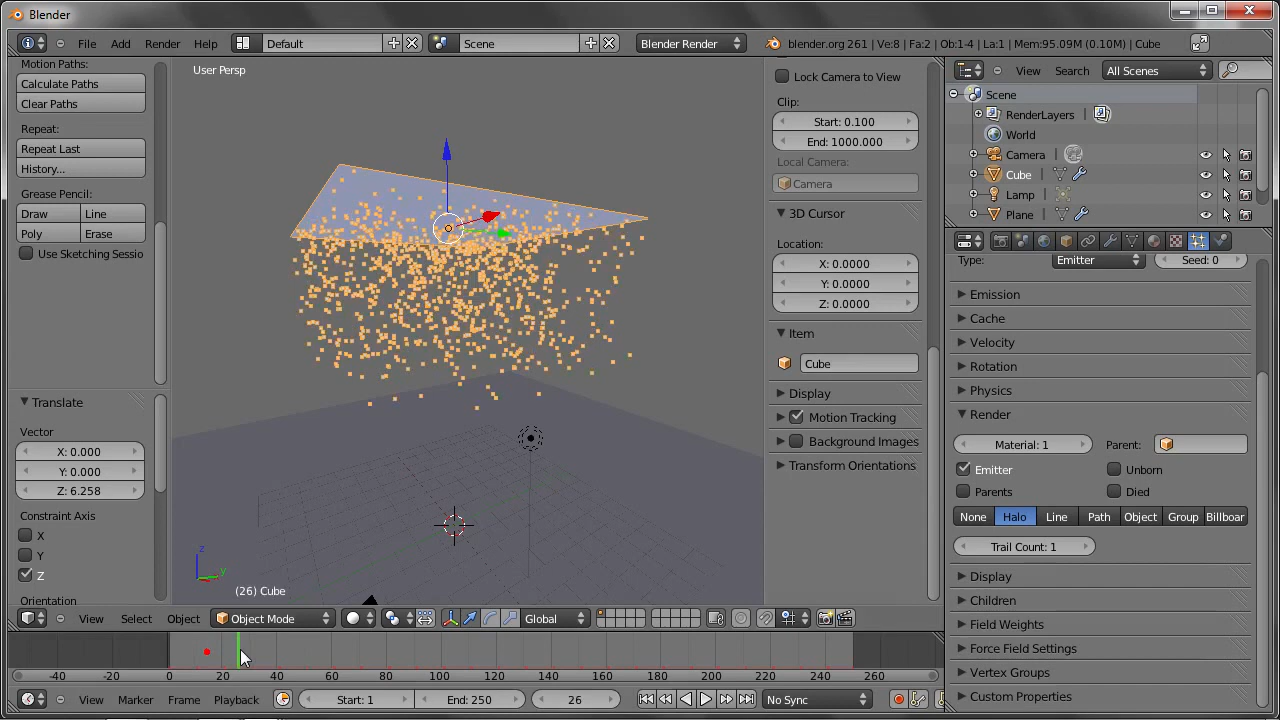 Blender
File Add Render Help Default Scene Blender Render blender.org 261 | Ve:8 | Fa:2 | Ob:1-4 | La:1 | Mem:95.09M (0.10M) | Cube
Motion Paths:
Calculate Paths
Clear Paths
Repeat:
Repeat Last
History...
Grease Pencil:
Draw Line
Poly Erase
Use Sketching Sessio
Translate
Vector
X: 0.000
Y: 0.000
Z: 6.258
Constraint Axis
X
Y
Z
Orientation
User Persp
z
y
(26) Cube
View Select Object Object Mode Global
Lock Camera to View
Clip:
Start: 0.100
End: 1000.000
Local Camera:
Camera
3D Cursor
Location:
X: 0.0000
Y: 0.0000
Z: 0.0000
Item
Cube
Display
Motion Tracking
Background Images
Transform Orientations
View Search All Scenes
Scene
RenderLayers
World
Camera
Cube
Lamp
Plane
Type: Emitter Seed: 0
Emission
Cache
Velocity
Rotation
Physics
Render
Material: 1 Parent:
Emitter Unborn
Parents Died
None Halo Line Path Object Group Billboar
Trail Count: 1
Display
Children
Field Weights
Force Field Settings
Vertex Groups
Custom Properties
-40 -20 0 20 40 60 80 100 120 140 160 180 200 220 240 260
View Marker Frame Playback Start: 1 End: 250 26 No Sync